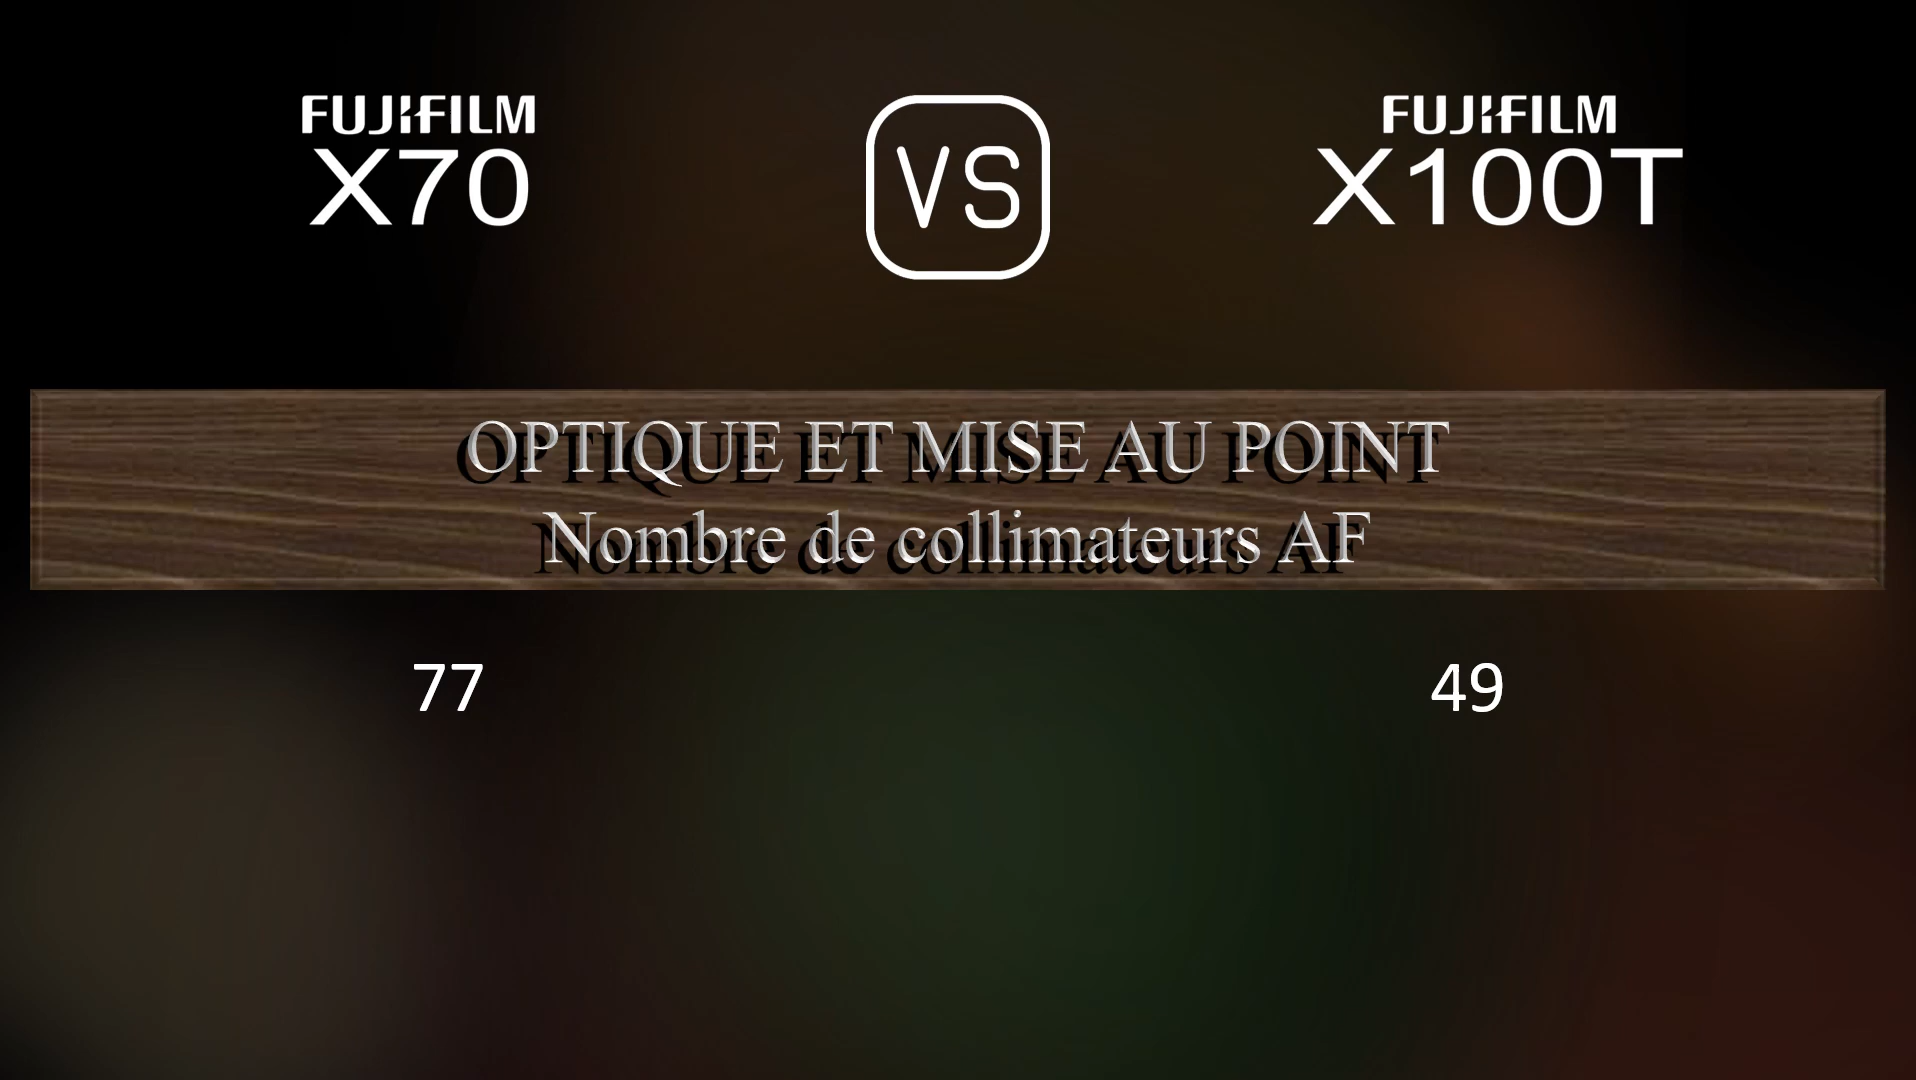 FUJIFILM
X70
VS
FUJIFILM
X100T
OPTIQUE ET MISE AU POINT
Nombre de collimateurs AF
77
49